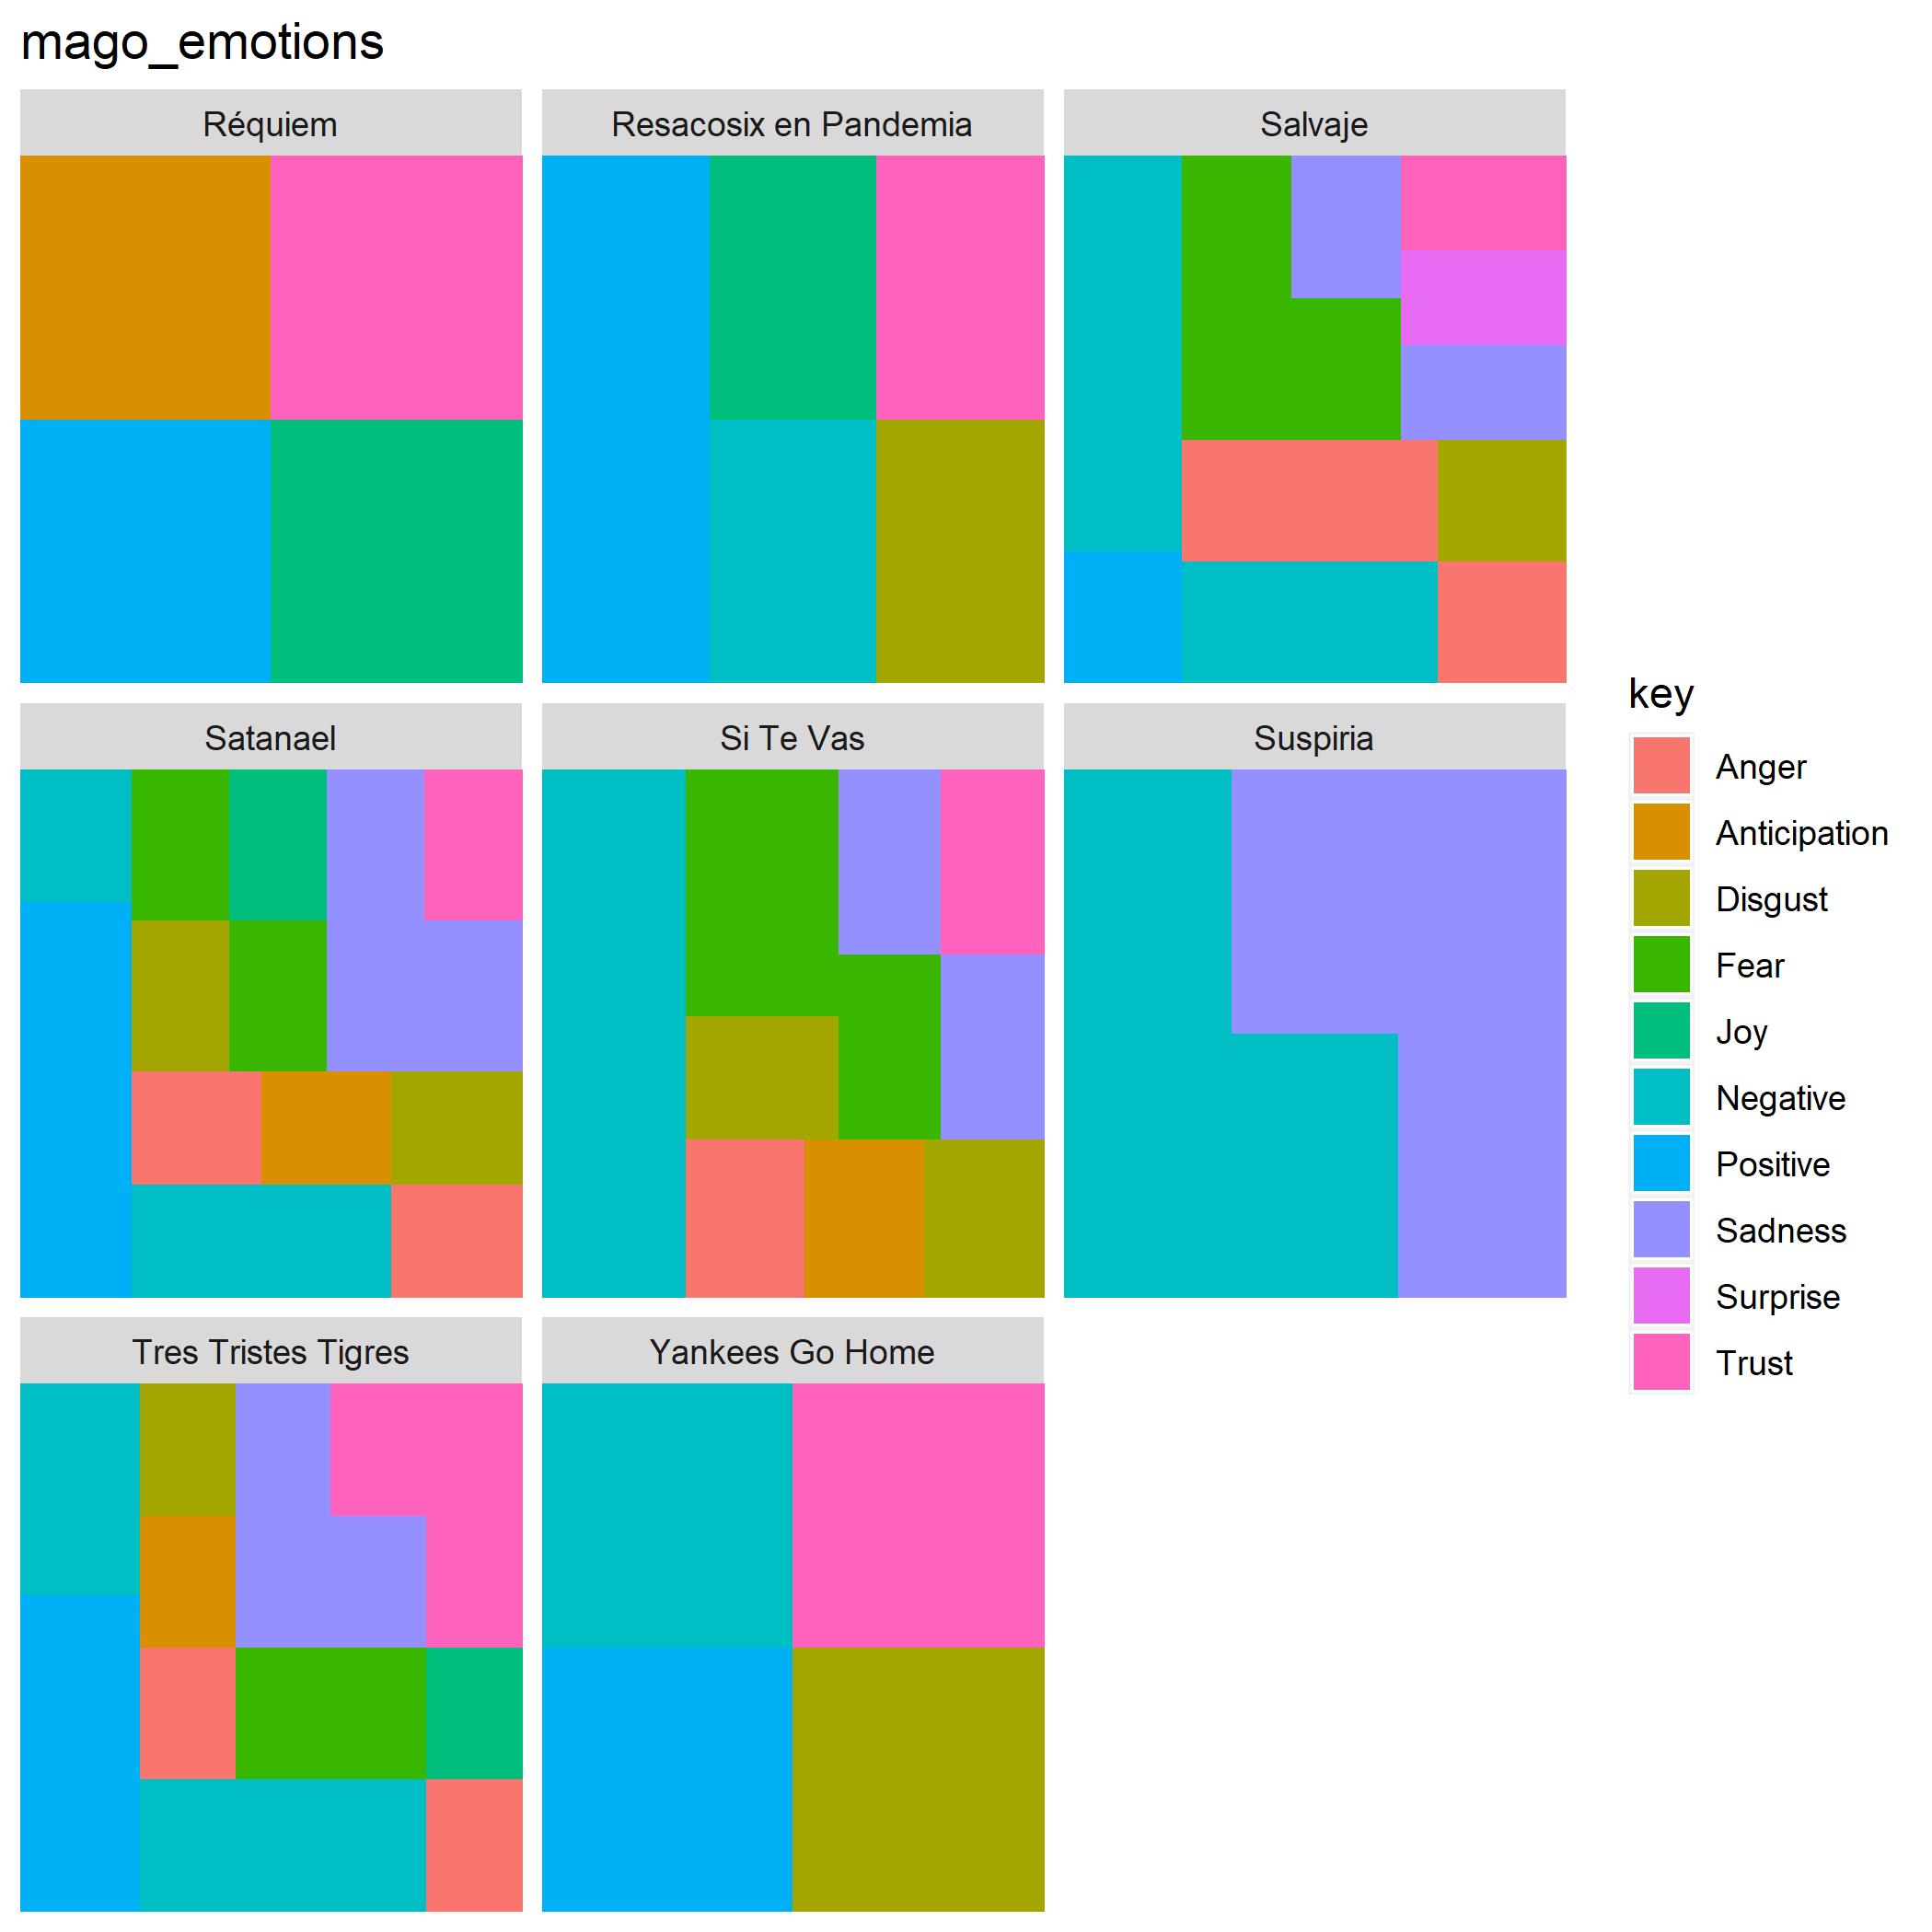 mago_emotions
Réquiem
Resacosix en Pandemia
Salvaje
Satanael
Si Te Vas
Suspiria
Tres Tristes Tigres
Yankees Go Home
key
Anger
Anticipation
Disgust
Fear
Joy
Negative
Positive
Sadness
Surprise
Trust